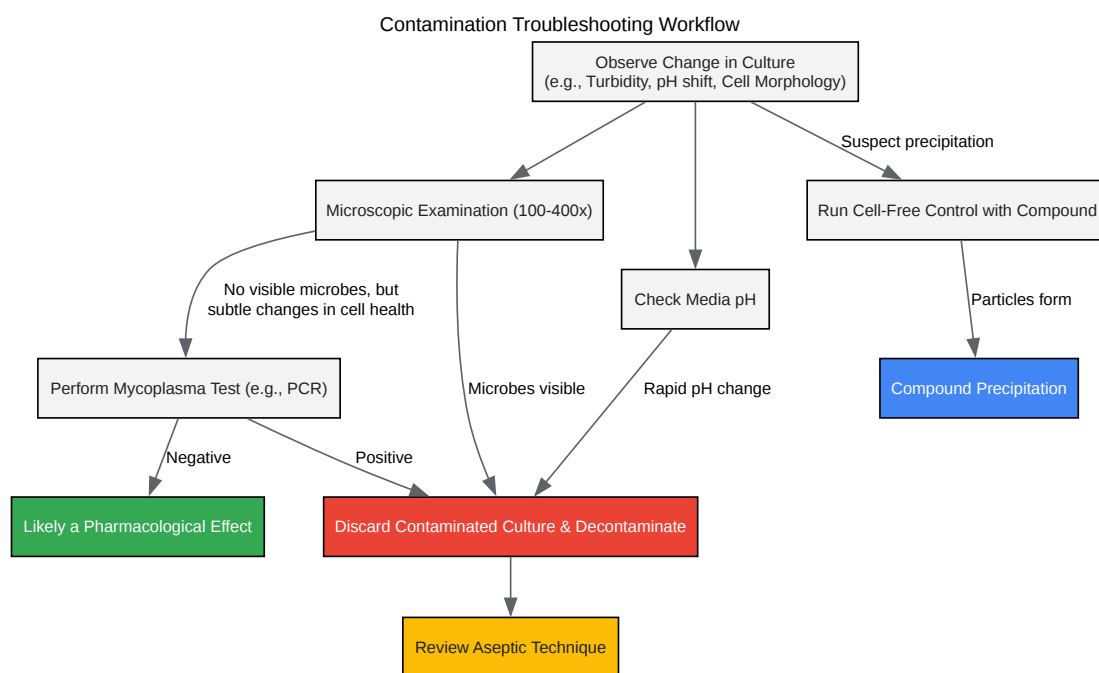 Contamination Troubleshooting Workflow
Observe Change in Culture
(e.g., Turbidity, pH shift, Cell Morphology)
Suspect precipitation
Microscopic Examination (100-400x)
Run Cell-Free Control with Compound
No visible microbes, but
subtle changes in cell health
Check Media pH
Particles form
Perform Mycoplasma Test (e.g., PCR)
Microbes visible
Rapid pH change
Compound Precipitation
Negative
Positive
Likely a Pharmacological Effect
Discard Contaminated Culture & Decontaminate
Review Aseptic Technique